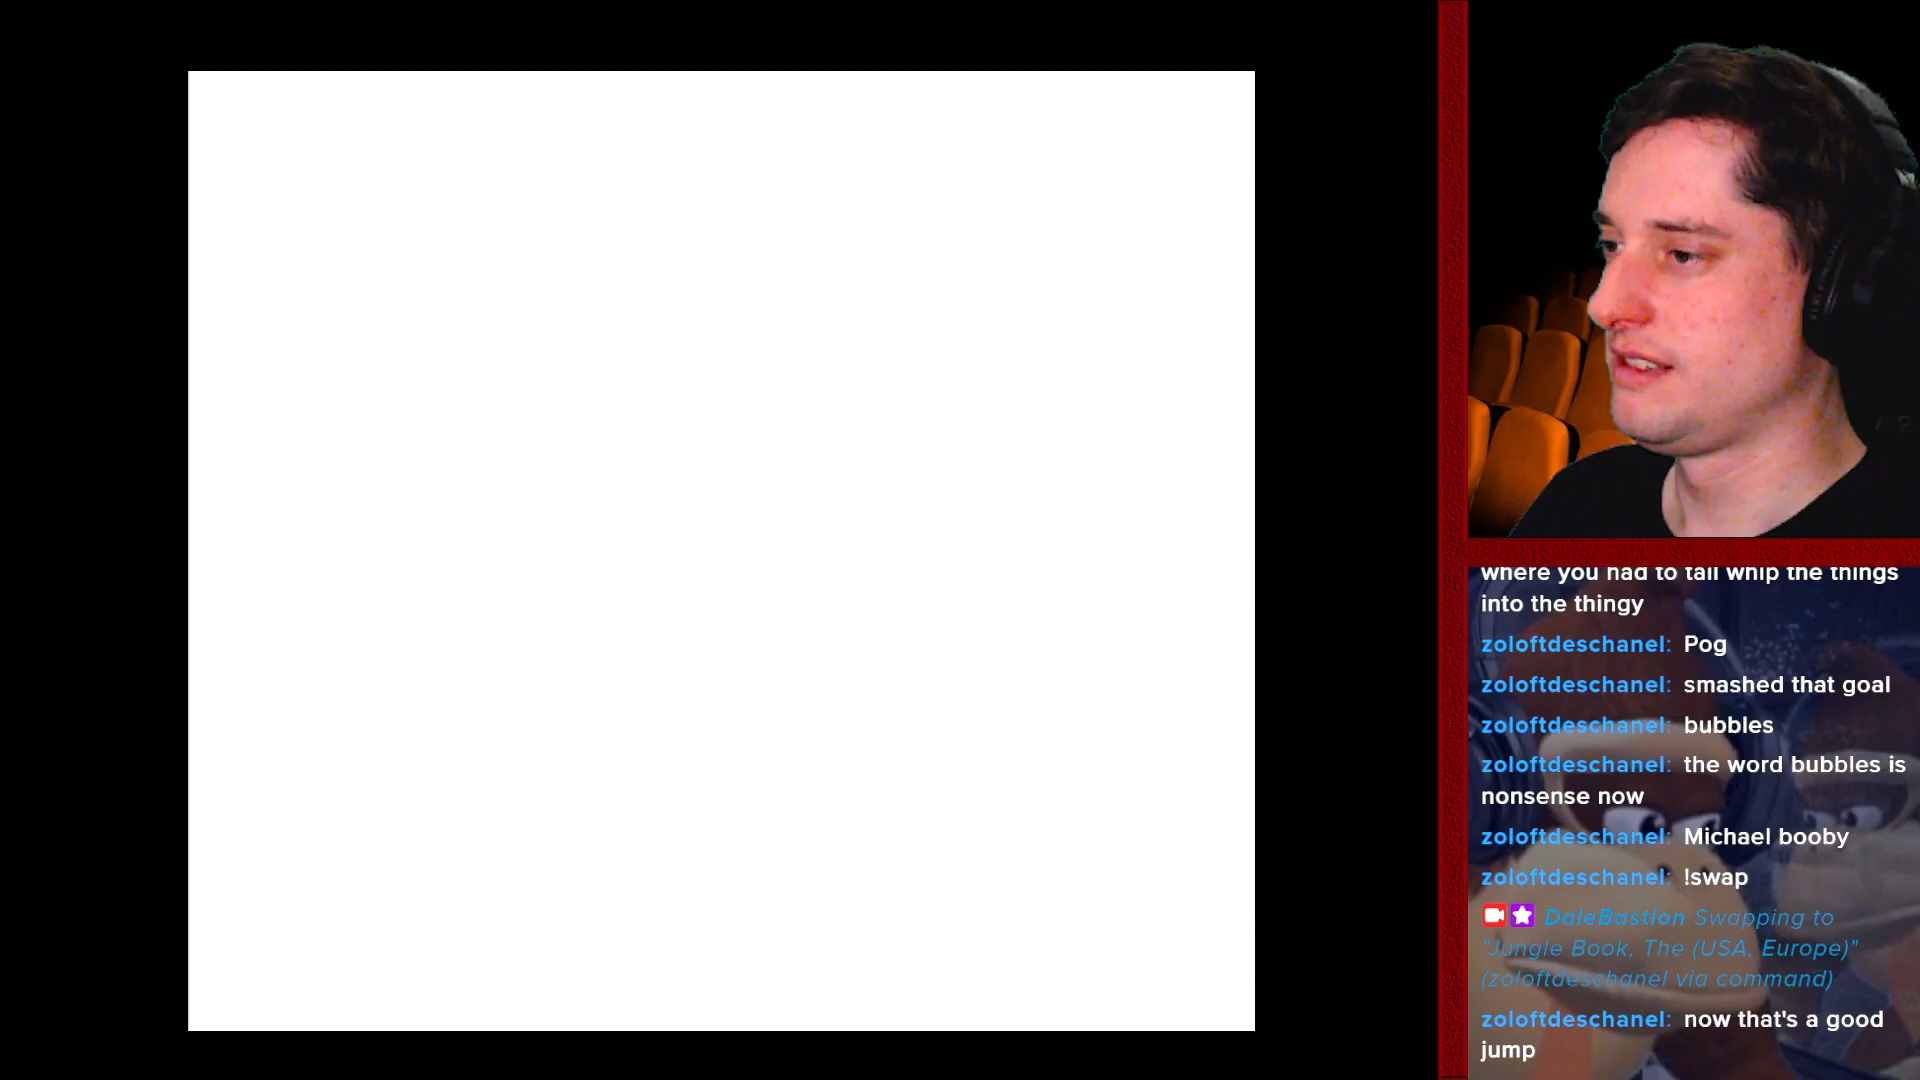 where you had to tail whip the things
into the thingy
zoloftdeschanel: Pog
zoloftdeschanel: smashed that goal
zoloftdeschanel: bubbles
zoloftdeschanel: the word bubbles is
nonsense now
zoloftdeschanel: Michael booby
zoloftdeschanel: !swap
DaleBastion Swapping to
"Jungle Book, The (USA, Europe)"
(zoloftdeschanel via command)
zoloftdeschanel: now that's a good
jump